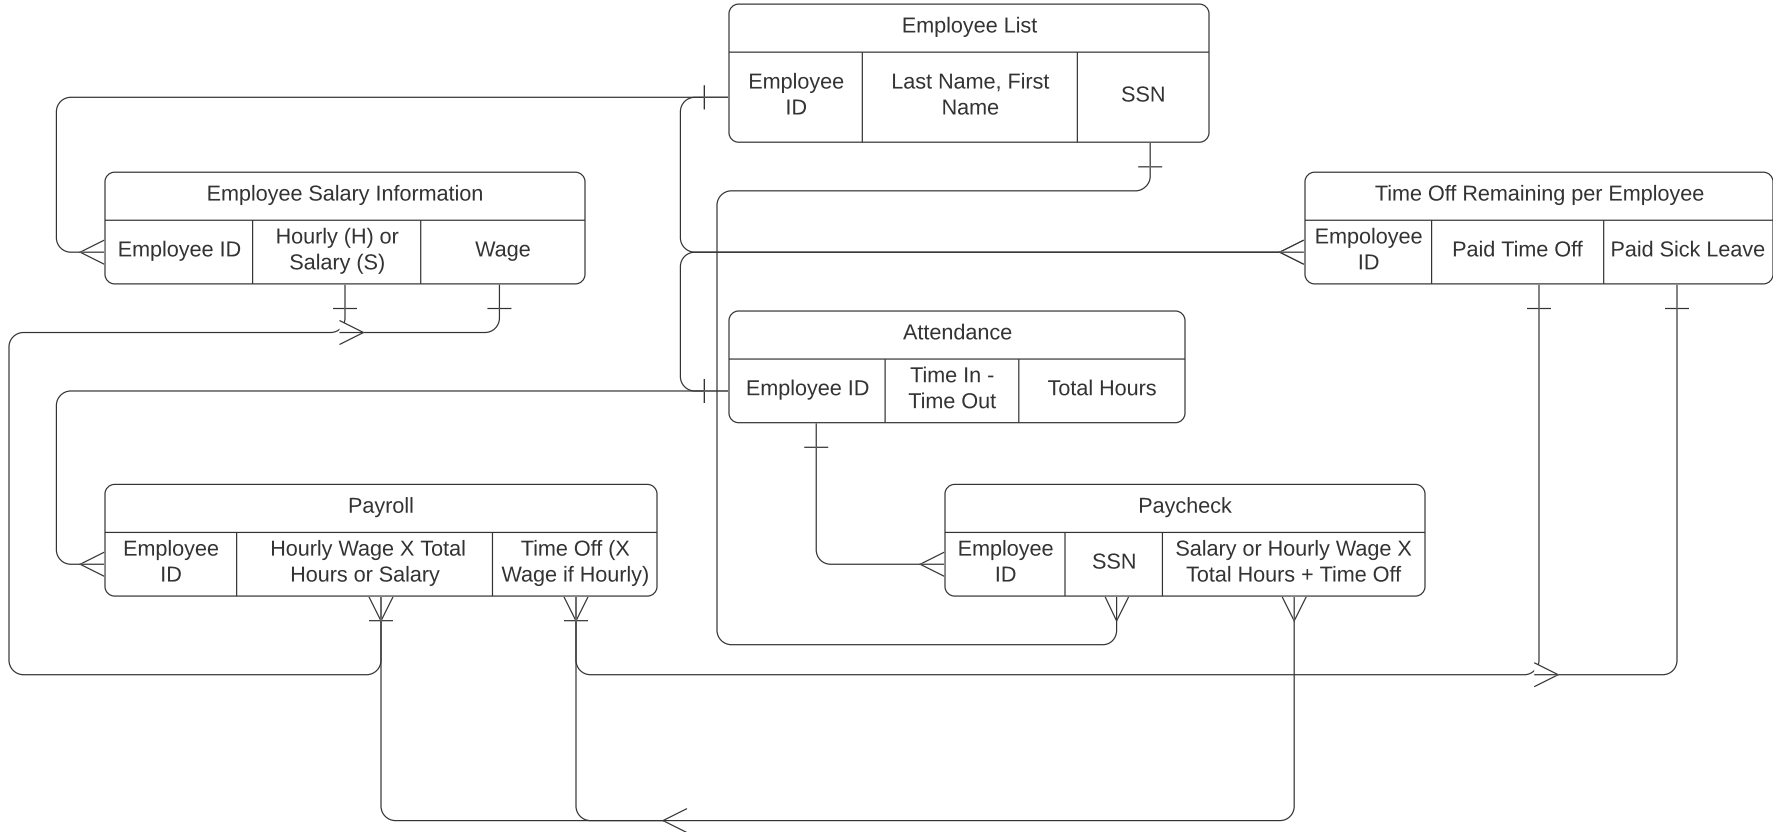 Employee List
Employee
ID
Last Name, First
Name
SSN
Employee Salary Information
Employee ID
Hourly (H) or
Salary (S)
Wage
Time Off Remaining per Employee
Empoloyee
ID
Paid Time Off
Paid Sick Leave
Attendance
Employee ID
Time In -
Time Out
Total Hours
Payroll
Employee
ID
Hourly Wage X Total
Hours or Salary
Time Off (X
Wage if Hourly)
Paycheck
Employee
ID
SSN
Salary or Hourly Wage X
Total Hours + Time Off